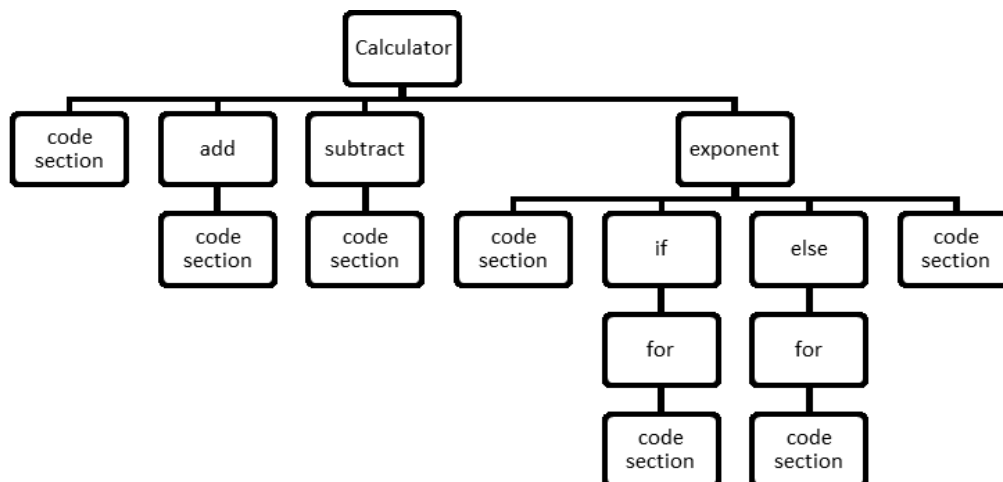 Calculator
code
section
add
subtract
exponent
code
section
code
section
code
section
if
else
code
section
for
for
code
section
code
section